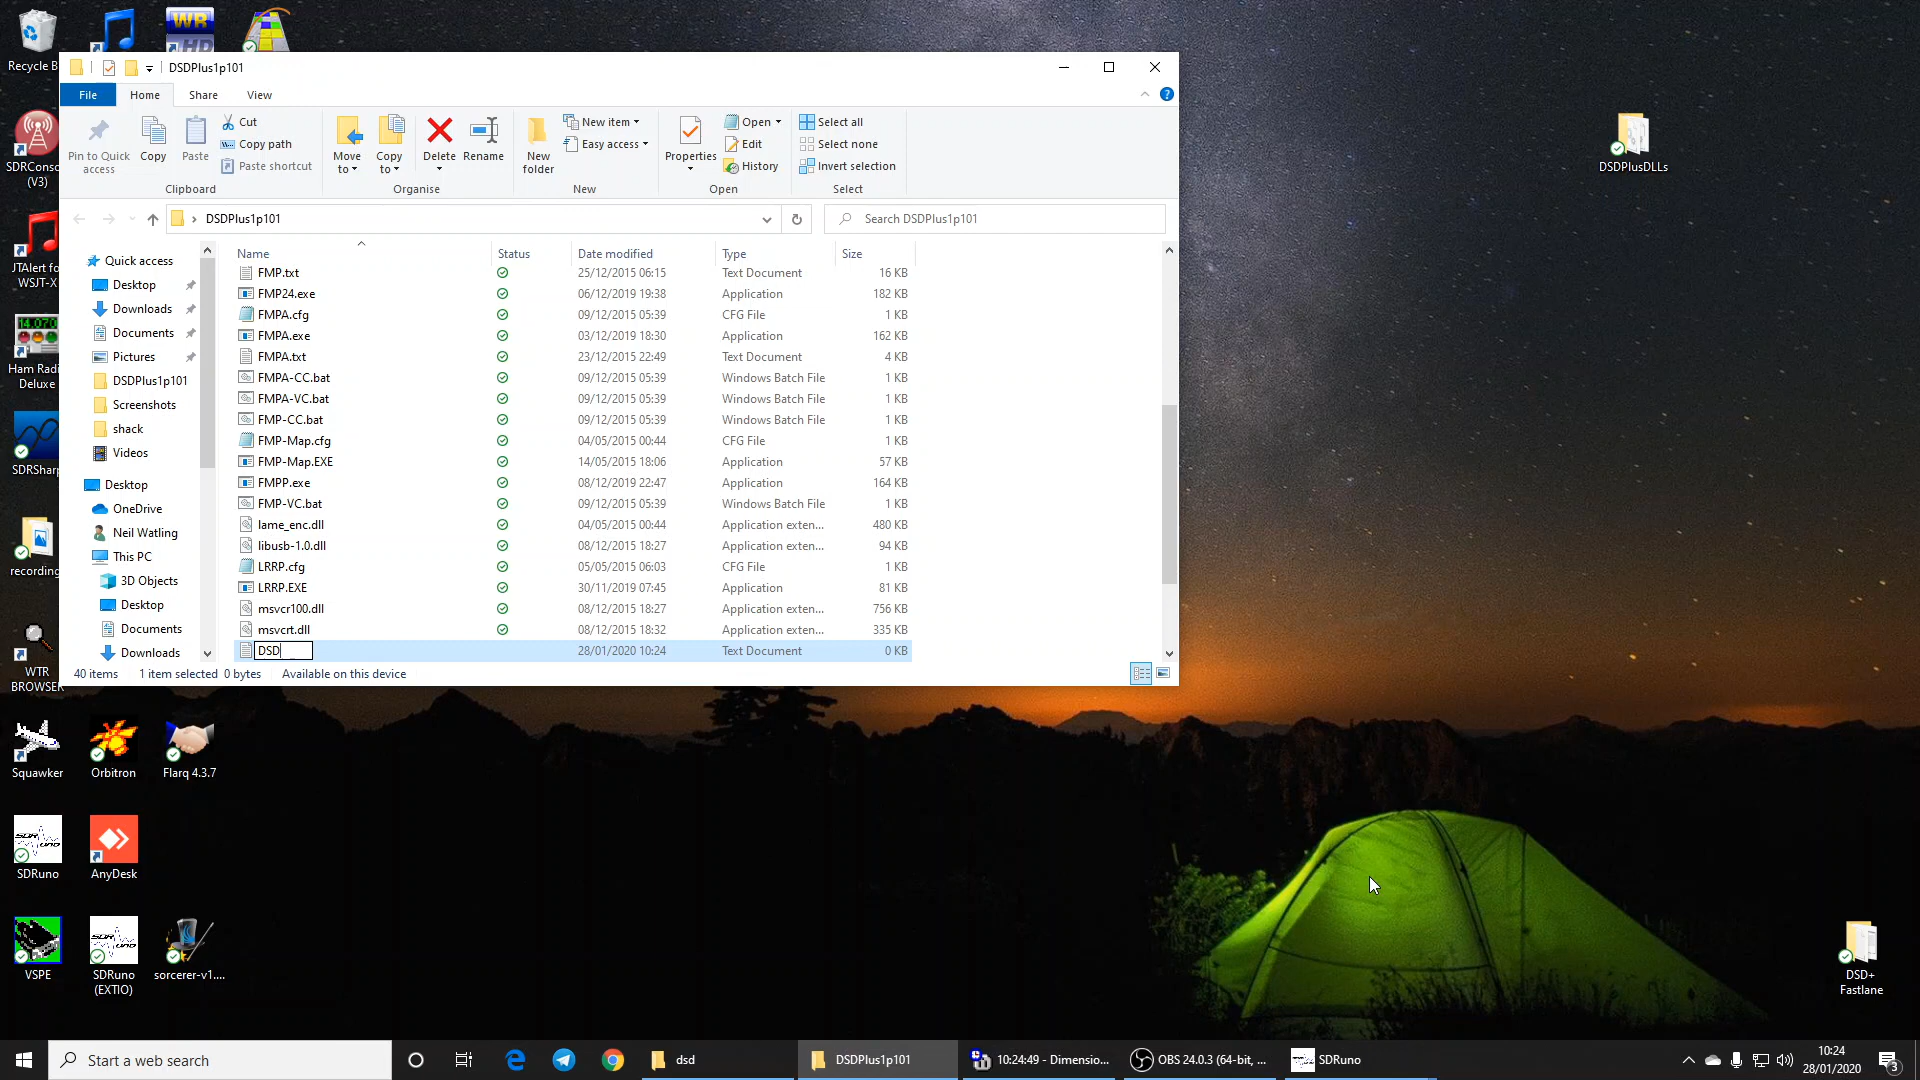 Recycle B
SDRConso
(V3)
JTAlert fo
WSJT-X
14.070
Ham Radi
Deluxe
SDRSharp
recording
WTR
BROWSER
Squawker
Orbitron
Flarq 4.3.7
SDRuno
AnyDesk
VSPE
SDRuno
(EXTIO)
sorcerer-v1....
DSDPlusDLLs
DSD+
Fastlane
DSDPlus1p101
File
Home
Share
View
Pin to Quick
access
Copy
Paste
Cut
Copy path
Paste shortcut
Clipboard
Move
to
Copy
to
Delete
Rename
Organise
New
folder
New item
Easy access
New
Properties
Open
Edit
History
Open
Select all
Select none
Invert selection
Select
DSDPlus1p101
Search DSDPlus1p101
Quick access
Desktop
Downloads
Documents
Pictures
DSDPlus1p101
Screenshots
shack
Videos
Desktop
OneDrive
Neil Watling
This PC
3D Objects
Desktop
Documents
Downloads
Name Status Date modified Type Size
FMP.txt 25/12/2015 06:15 Text Document 16 KB
FMP24.exe 06/12/2019 19:38 Application 182 KB
FMPA.cfg 09/12/2015 05:39 CFG File 1 KB
FMPA.exe 03/12/2019 18:30 Application 162 KB
FMPA.txt 23/12/2015 22:49 Text Document 4 KB
FMPA-CC.bat 09/12/2015 05:39 Windows Batch File 1 KB
FMPA-VC.bat 09/12/2015 05:39 Windows Batch File 1 KB
FMP-CC.bat 09/12/2015 05:39 Windows Batch File 1 KB
FMP-Map.cfg 04/05/2015 00:44 CFG File 1 KB
FMP-Map.EXE 14/05/2015 18:06 Application 57 KB
FMPP.exe 08/12/2019 22:47 Application 164 KB
FMP-VC.bat 09/12/2015 05:39 Windows Batch File 1 KB
lame_enc.dll 04/05/2015 00:44 Application exten... 480 KB
libusb-1.0.dll 08/12/2015 18:27 Application exten... 94 KB
LRRP.cfg 05/05/2015 06:03 CFG File 1 KB
LRRP.EXE 30/11/2019 07:45 Application 81 KB
msvcr100.dll 08/12/2015 18:27 Application exten... 756 KB
msvcrt.dll 08/12/2015 18:32 Application exten... 335 KB
DSD 28/01/2020 10:24 Text Document 0 KB
40 items 1 item selected 0 bytes Available on this device
Start a web search
dsd
DSDPlus1p101
10:24:49 - Dimensio...
OBS 24.0.3 (64-bit, ...
SDRuno
10:24
28/01/2020
3